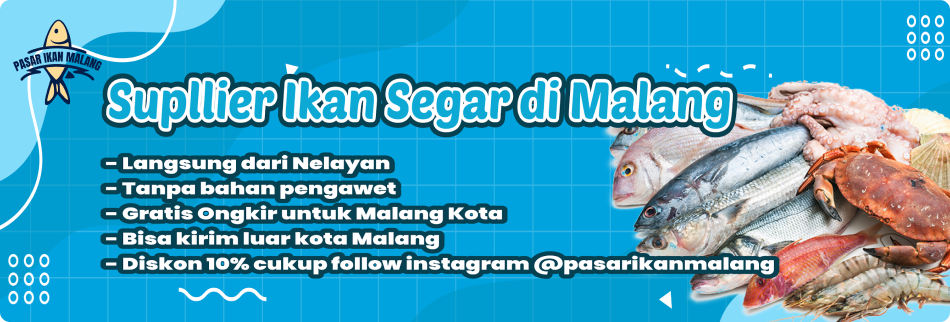 PASAR IKAN MALANG
Supllier Ikan Segar di Malang
- Langsung dari Nelayan
- Tanpa bahan pengawet
- Gratis Ongkir untuk Malang Kota
- Bisa kirim luar kota Malang
- Diskon 10% cukup follow instagram @pasarikanmalang